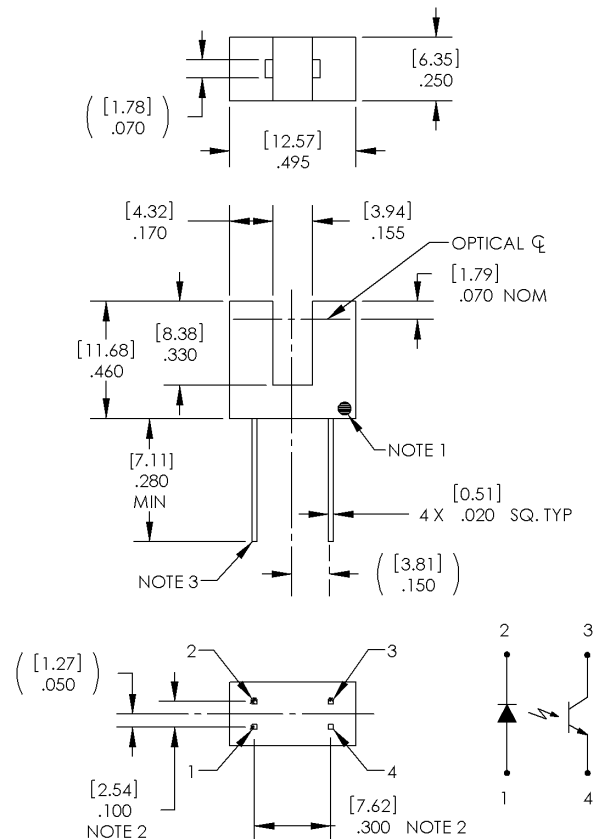 [6.35]
.250
( [1.78] )
.070
[12.57]
.495
[4.32]
.170
[3.94]
.155
OPTICAL ℄
[1.79]
.070 NOM
[8.38]
.330
[11.68]
.460
NOTE 1
[7.11]
.280
MIN
[0.51]
4 X .020 SQ. TYP
NOTE 3
( [3.81] )
.150
( [1.27] )
.050
2
3
2
3
1
4
1
4
[2.54]
.100
NOTE 2
[7.62]
.300 NOTE 2